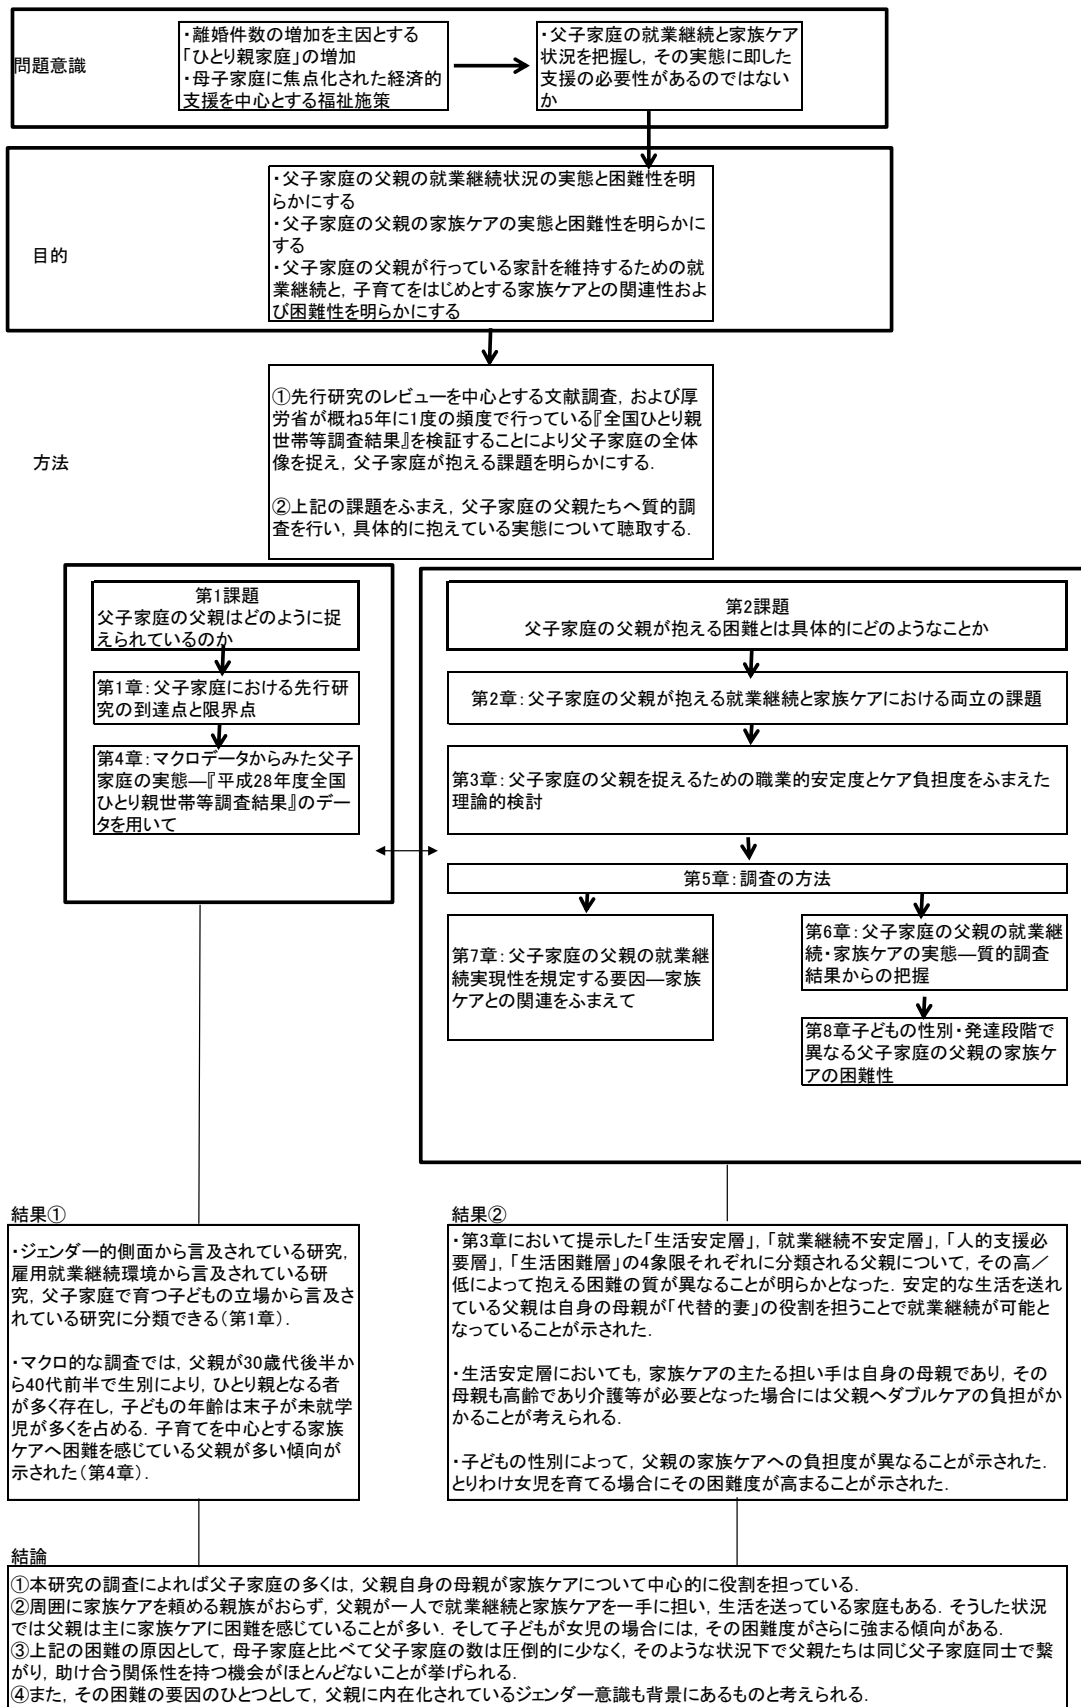 問題意識
・離婚件数の増加を主因とする
「ひとり親家庭」の増加
・母子家庭に焦点化された経済的
支援を中心とする福祉施策
・父子家庭の就業継続と家族ケア
状況を把握し，その実態に即した
支援の必要性があるのではない
か
目的
・父子家庭の父親の就業継続状況の実態と困難性を明
らかにする
・父子家庭の父親の家族ケアの実態と困難性を明らかに
する
・父子家庭の父親が行っている家計を維持するための就
業継続と，子育てをはじめとする家族ケアとの関連性およ
び困難性を明らかにする
方法
①先行研究のレビューを中心とする文献調査，および厚
労省が概ね5年に1度の頻度で行っている『全国ひとり親
世帯等調査結果』を検証することにより父子家庭の全体
像を捉え，父子家庭が抱える課題を明らかにする．
②上記の課題をふまえ，父子家庭の父親たちへ質的調
査を行い，具体的に抱えている実態について聴取する．
第1課題
父子家庭の父親はどのように捉
えられているのか
第1章：父子家庭における先行研
究の到達点と限界点
第4章：マクロデータからみた父子
家庭の実態―『平成28年度全国
ひとり親世帯等調査結果』のデー
タを用いて
第2課題
父子家庭の父親が抱える困難とは具体的にどのようなことか
第2章：父子家庭の父親が抱える就業継続と家族ケアにおける両立の課題
第3章：父子家庭の父親を捉えるための職業的安定度とケア負担度をふまえた
理論的検討
第5章：調査の方法
第7章：父子家庭の父親の就業継
続実現性を規定する要因―家族
ケアとの関連をふまえて
第6章：父子家庭の父親の就業継
続・家族ケアの実態―質的調査
結果からの把握
第8章子どもの性別・発達段階で
異なる父子家庭の父親の家族ケ
アの困難性
結果①
・ジェンダー的側面から言及されている研究，
雇用就業継続環境から言及されている研
究，父子家庭で育つ子どもの立場から言及さ
れている研究に分類できる（第1章）．
・マクロ的な調査では，父親が30歳代後半か
ら40代前半で生別により，ひとり親となる者
が多く存在し，子どもの年齢は末子が未就学
児が多くを占める．子育てを中心とする家族
ケアへ困難を感じている父親が多い傾向が
示された（第4章）．
結果②
・第3章において提示した「生活安定層」，「就業継続不安定層」，「人的支援必
要層」，「生活困難層」の4象限それぞれに分類される父親について，その高／
低によって抱える困難の質が異なることが明らかとなった．安定的な生活を送れ
ている父親は自身の母親が「代替的妻」の役割を担うことで就業継続が可能と
なっていることが示された．
・生活安定層においても，家族ケアの主たる担い手は自身の母親であり，その
母親も高齢であり介護等が必要となった場合には父親へダブルケアの負担がか
かることが考えられる．
・子どもの性別によって，父親の家族ケアへの負担度が異なることが示された．
とりわけ女児を育てる場合にその困難度が高まることが示された．
結論
①本研究の調査によれば父子家庭の多くは，父親自身の母親が家族ケアについて中心的に役割を担っている．
②周囲に家族ケアを頼める親族がおらず，父親が一人で就業継続と家族ケアを一手に担い，生活を送っている家庭もある．そうした状況
では父親は主に家族ケアに困難を感じていることが多い．そして子どもが女児の場合には，その困難度がさらに強まる傾向がある．
③上記の困難の原因として，母子家庭と比べて父子家庭の数は圧倒的に少なく，そのような状況下で父親たちは同じ父子家庭同士で繋
がり，助け合う関係性を持つ機会がほとんどないことが挙げられる．
④また，その困難の要因のひとつとして，父親に内在化されているジェンダー意識も背景にあるものと考えられる．